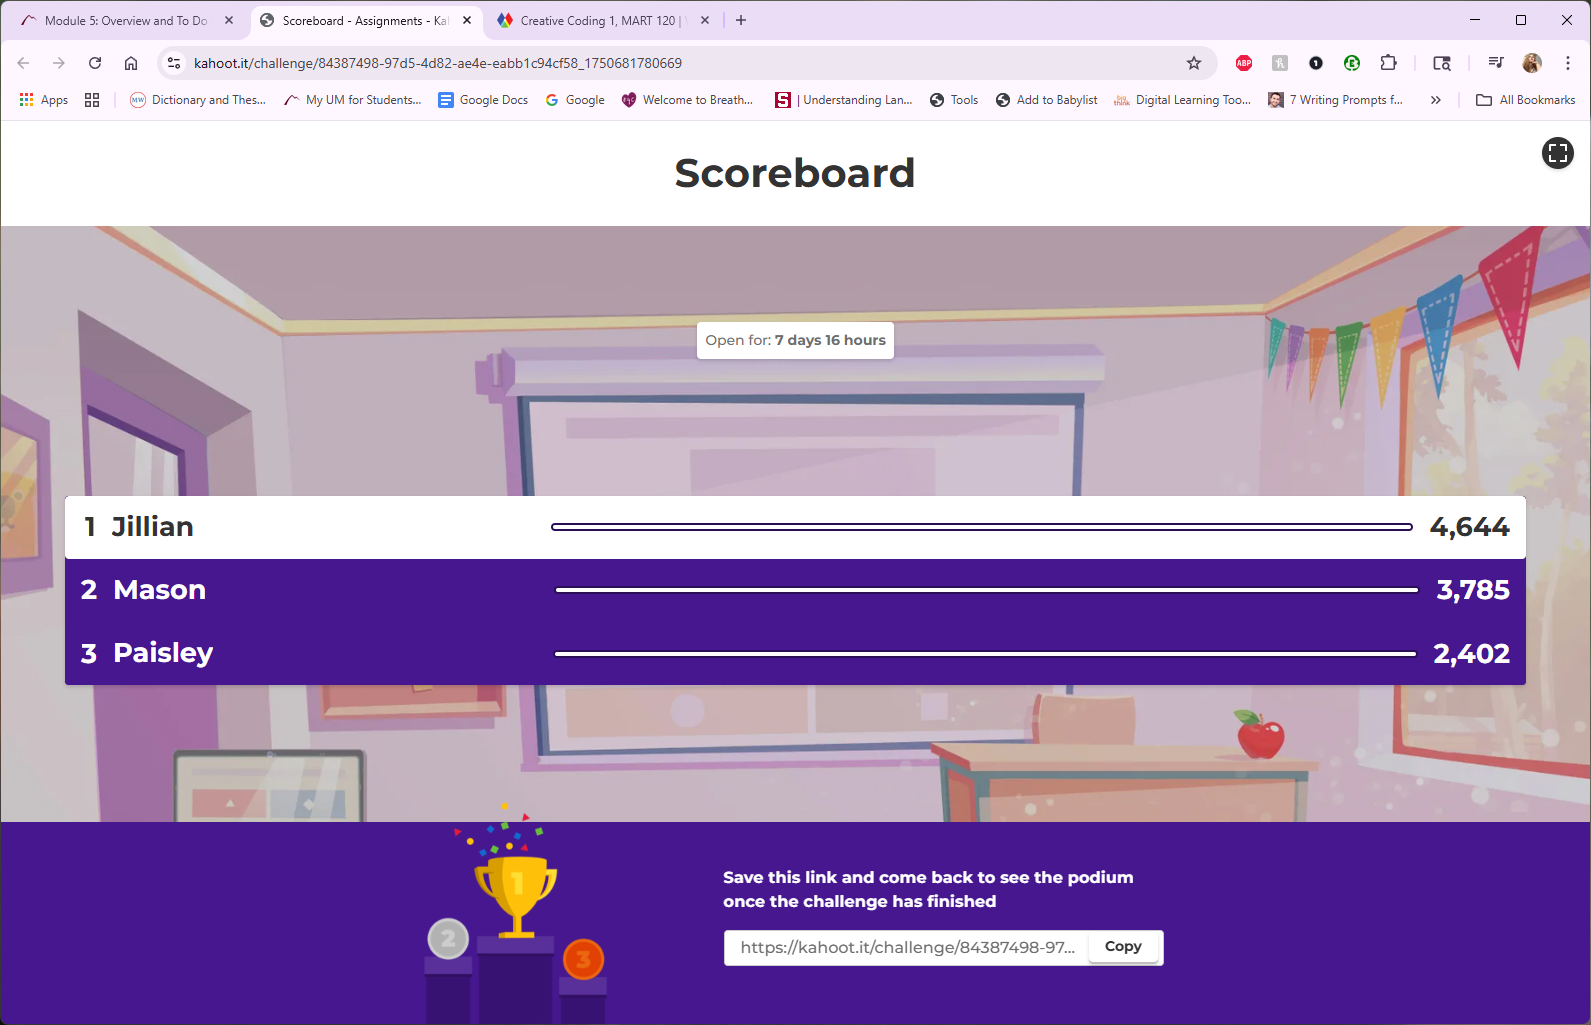 Module 5: Overview and To Do
Scoreboard - Assignments - Ka
Creative Coding 1, MART 120 |
kahoot.it/challenge/84387498-97d5-4d82-ae4e-eabb1c94cf58_1750681780669
ABP
Apps
Dictionary and Thes...
My UM for Students...
Google Docs
Google
Welcome to Breath...
| Understanding Lan...
Tools
Add to Babylist
Digital Learning Too...
7 Writing Prompts f...
»
All Bookmarks
Scoreboard
Open for: 7 days 16 hours
1 Jillian 4,644
2 Mason 3,785
3 Paisley 2,402
1
2
3
Save this link and come back to see the podium
once the challenge has finished
https://kahoot.it/challenge/84387498-97...
Copy